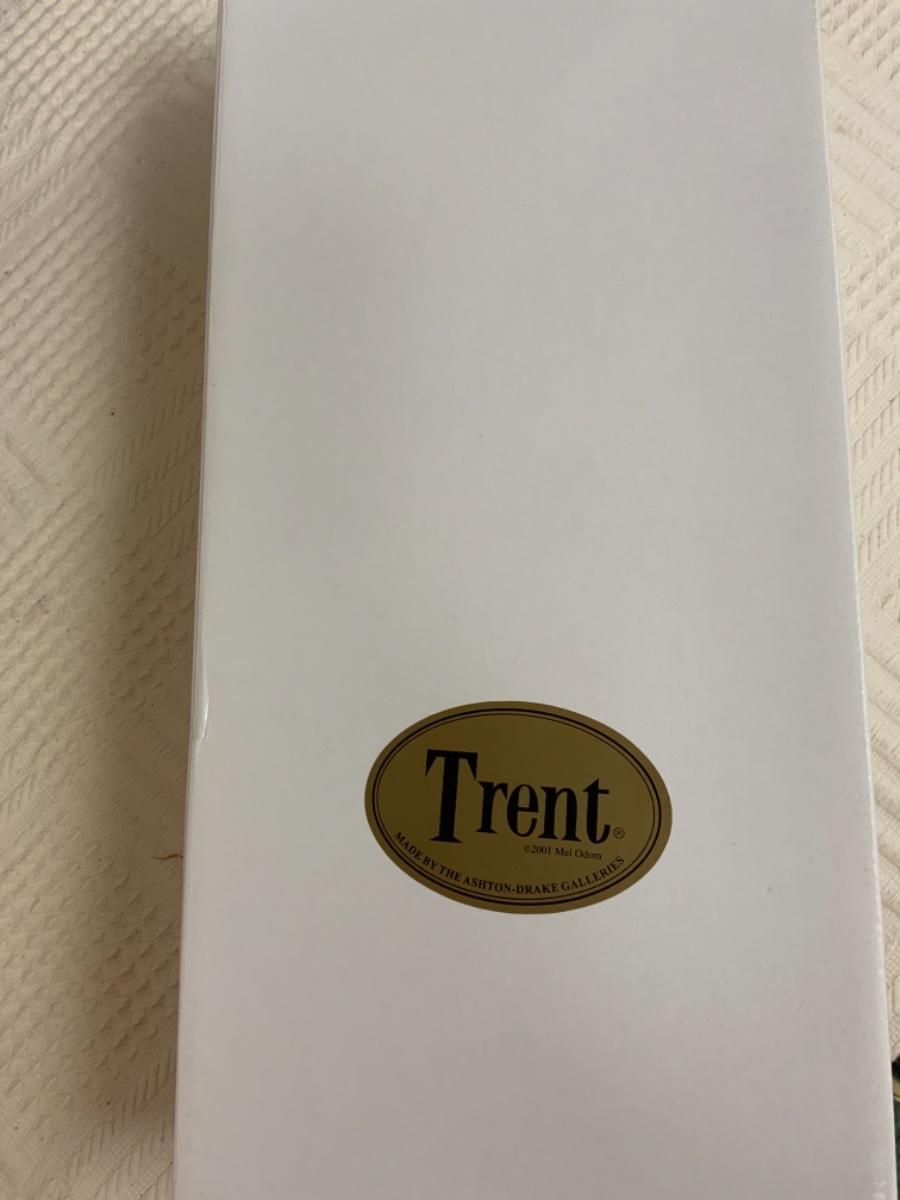 Trent®
©2001 Mel Odom
MADE BY THE ASHTON-DRAKE GALLERIES